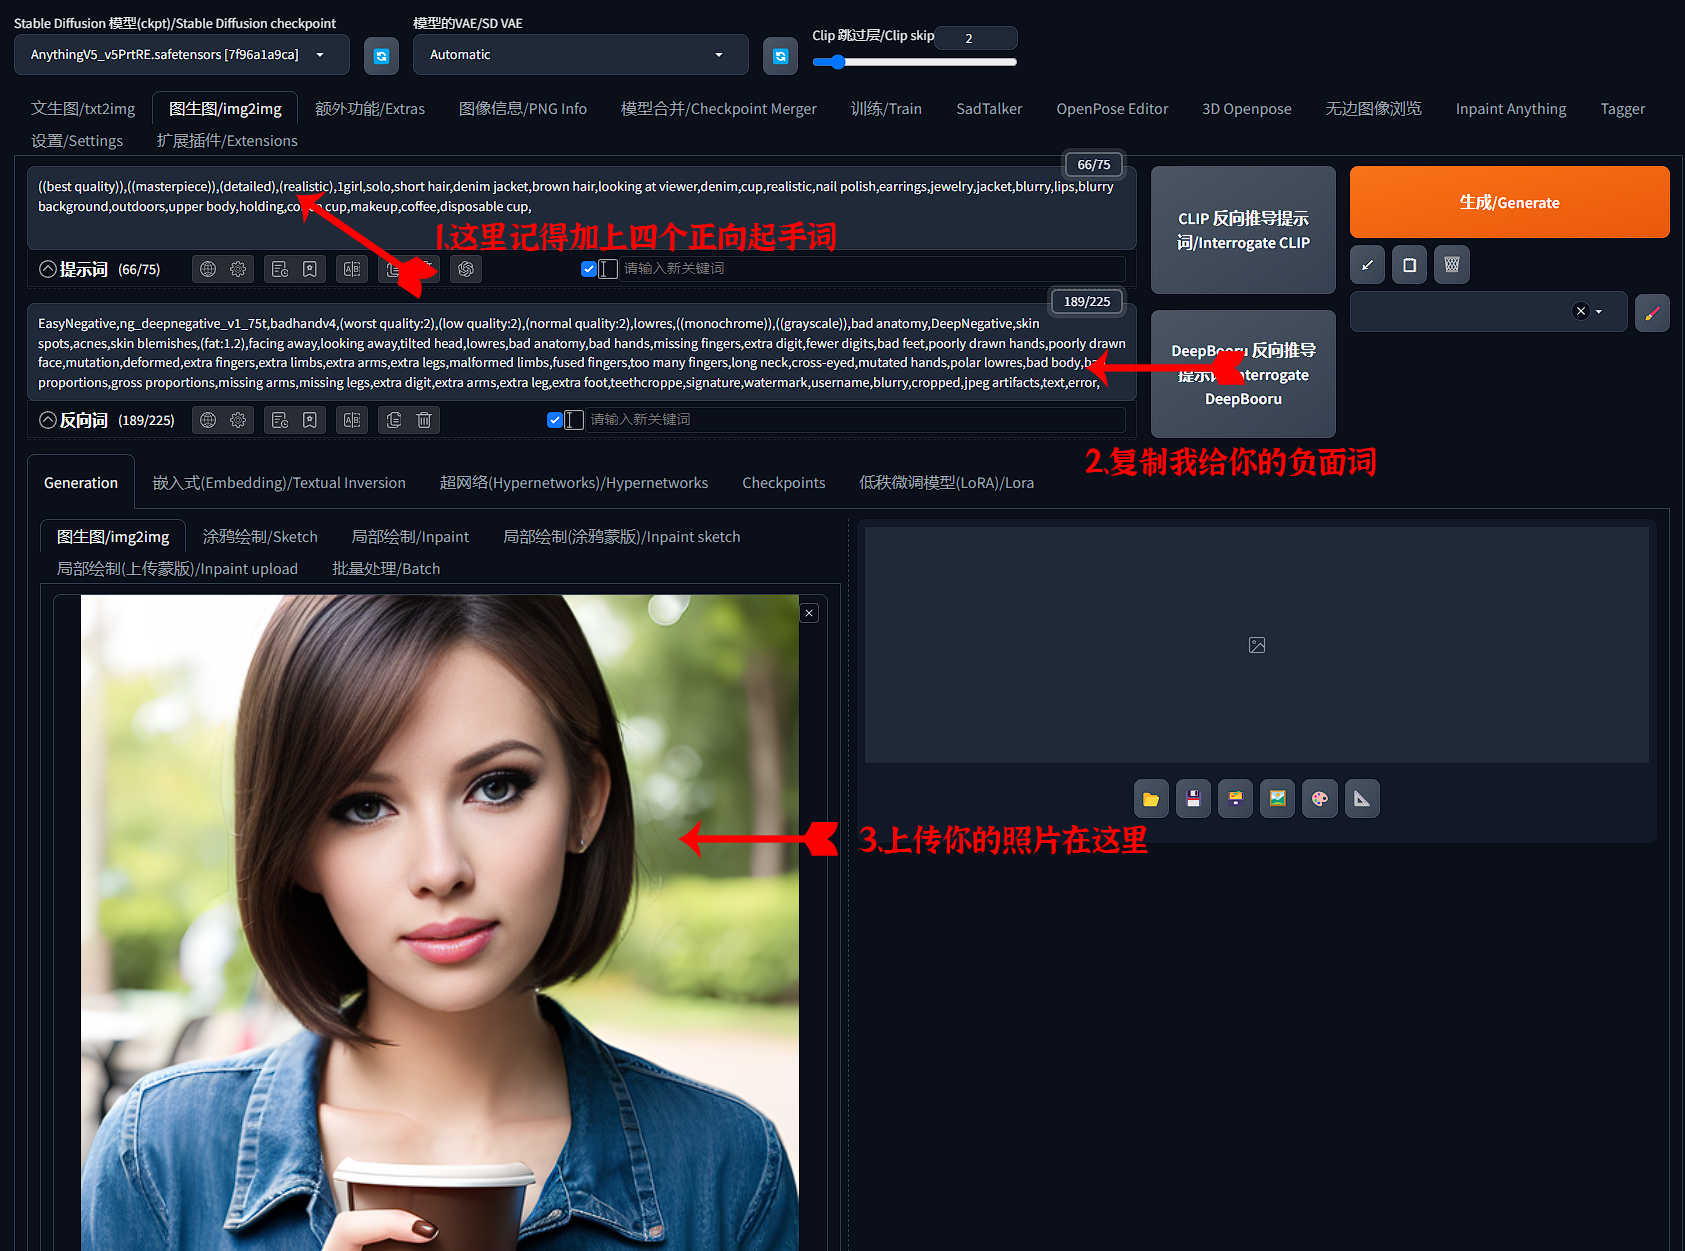 Stable Diffusion 模型(ckpt)/Stable Diffusion checkpoint
模型的VAE/SD VAE
Clip 跳过层/Clip skip
2
AnythingV5_v5PrtRE.safetensors [7f96a1a9ca]
Automatic
文生图/txt2img
图生图/img2img
额外功能/Extras
图像信息/PNG Info
模型合并/Checkpoint Merger
训练/Train
SadTalker
OpenPose Editor
3D Openpose
无边图像浏览
Inpaint Anything
Tagger
设置/Settings
扩展插件/Extensions
66/75
((best quality)),((masterpiece)),(detailed),(realistic),1girl,solo,short hair,denim jacket,brown hair,looking at viewer,denim,cup,realistic,nail polish,earrings,jewelry,jacket,blurry,lips,blurry
background,outdoors,upper body,holding, cup,makeup,coffee,disposable cup,
1.这里记得加上四个正向起手词
提示词 (66/75)
请输入新关键词
CLIP 反向推导提示
词/Interrogate CLIP
生成/Generate
189/225
EasyNegative,ng_deepnegative_v1_75t,badhandv4,(worst quality:2),(low quality:2),(normal quality:2),lowres,((monochrome)),((grayscale)),bad anatomy,DeepNegative,skin
spots,acnes,skin blemishes,(fat:1.2),facing away,looking away,tilted head,lowres,bad anatomy,bad hands,missing fingers,extra digit,fewer digits,bad feet,poorly drawn hands,poorly drawn
face,mutation,deformed,extra fingers,extra limbs,extra arms,extra legs,malformed limbs,fused fingers,too many fingers,long neck,cross-eyed,mutated hands,polar lowres,bad body,
proportions,gross proportions,missing arms,missing legs,extra digit,extra arms,extra leg,extra foot,teethcroppe,signature,watermark,username,blurry,cropped,jpeg artifacts,text,error,
DeepBooru 反向推导
提示
DeepBooru
反向词 (189/225)
请输入新关键词
2.复制我给你的负面词
Generation
嵌入式(Embedding)/Textual Inversion
超网络(Hypernetworks)/Hypernetworks
Checkpoints
低秩微调模型(LoRA)/Lora
图生图/img2img
涂鸦绘制/Sketch
局部绘制/Inpaint
局部绘制(涂鸦蒙版)/Inpaint sketch
局部绘制(上传蒙版)/Inpaint upload
批量处理/Batch
3.上传你的照片在这里